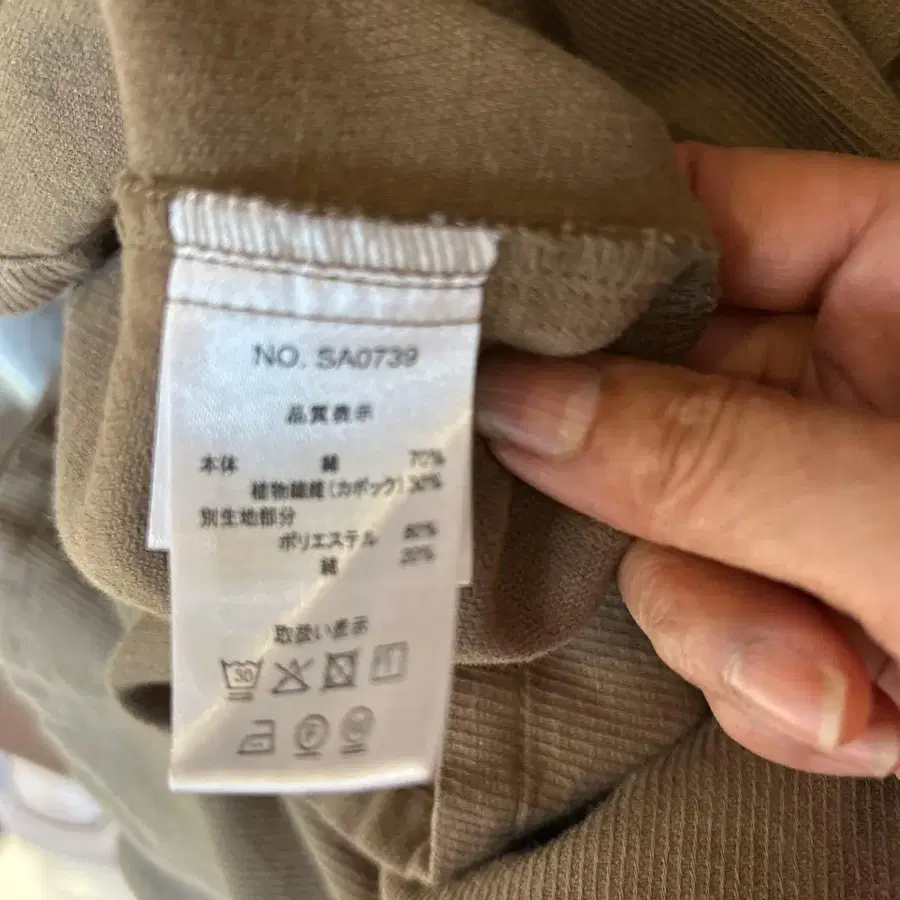 NO. SA0739
品質表示
本体 綿 70%
植物繊維(カポック) 30%
別生地部分
ポリエステル 80%
綿 20%
取扱い表示
30
F
W